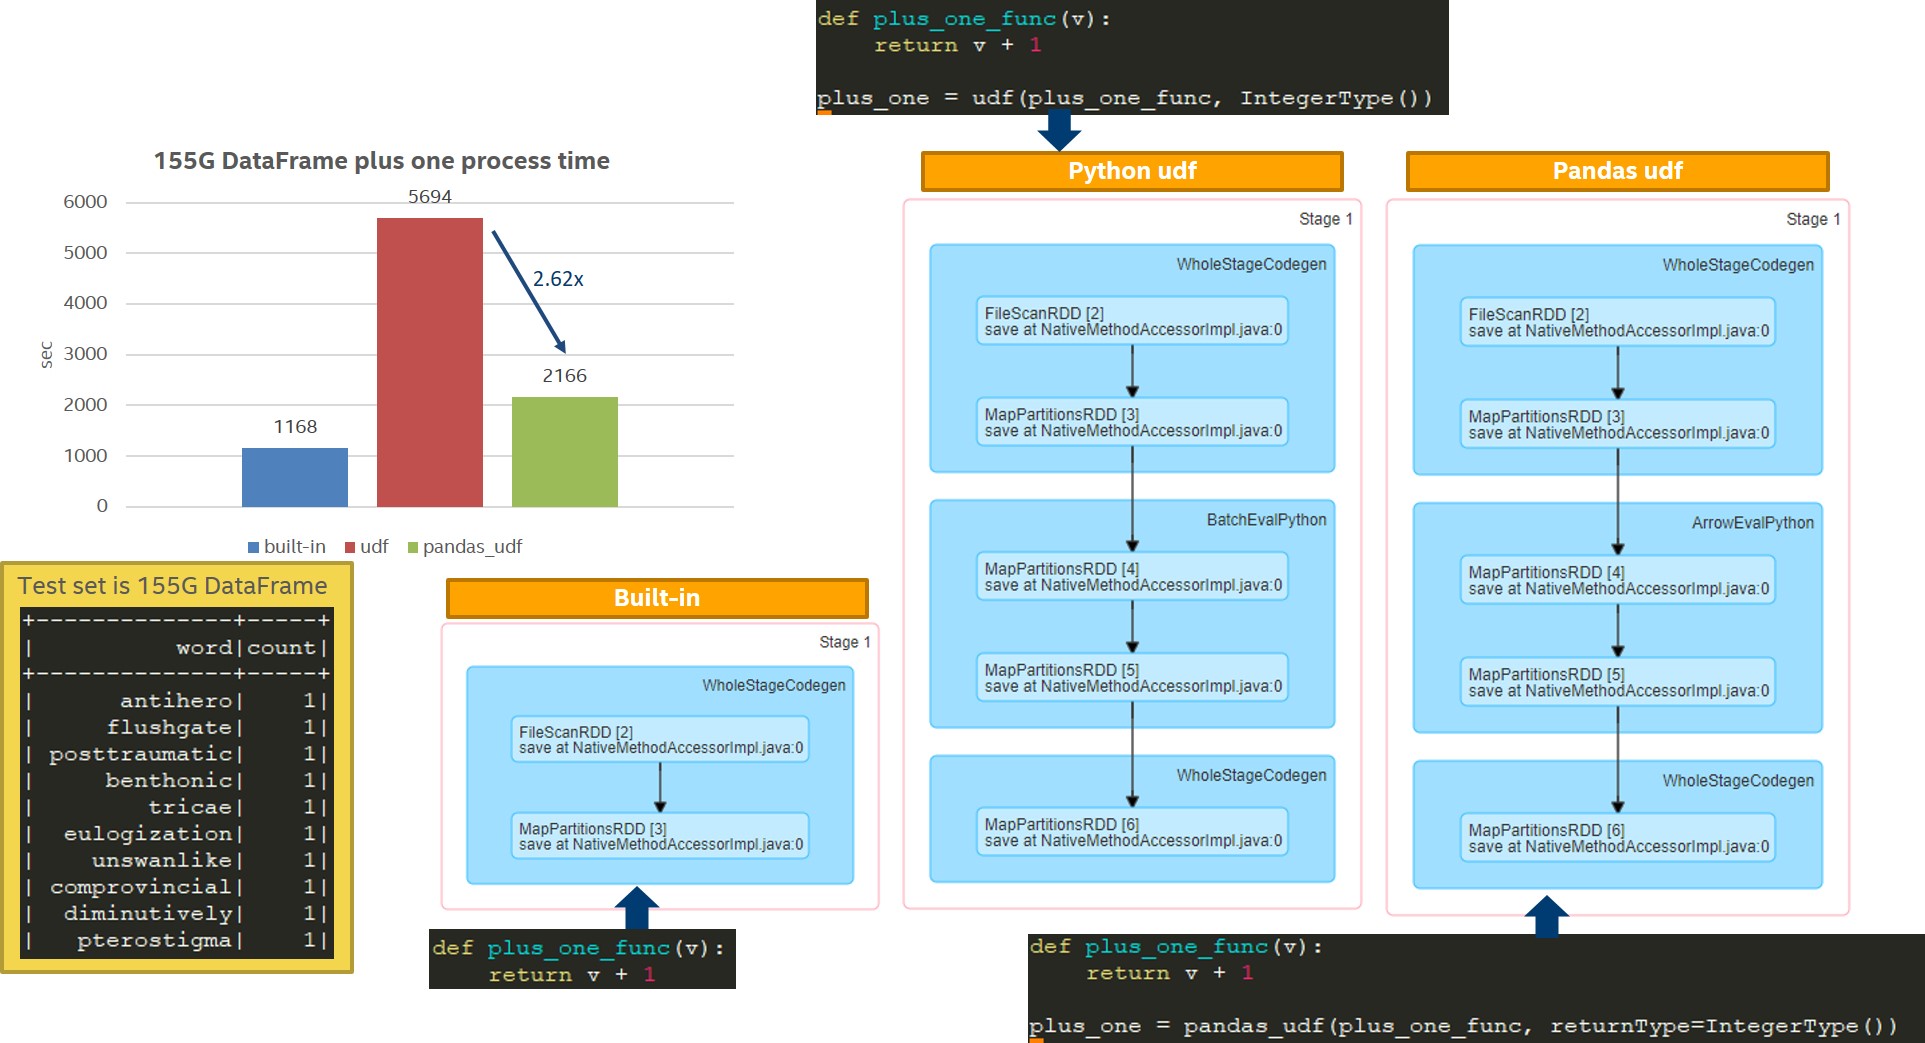 def plus_one_func(v):
return v + 1
plus_one = udf(plus_one_func, IntegerType())
155G DataFrame plus one process time
6000
5000
4000
3000
2000
1000
0
sec
1168
5694
2166
2.62x
built-in
udf
pandas_udf
Test set is 155G DataFrame
+--------------+-----+
|          word|count|
+--------------+-----+
|      antihero|    1|
|     flushgate|    1|
| posttraumatic|    1|
|     benthonic|    1|
|        tricae|    1|
|  eulogization|    1|
|    unswanlike|    1|
| comprovincial|    1|
|  diminutively|    1|
|   pterostigma|    1|
Built-in
Stage 1
WholeStageCodegen
FileScanRDD [2]
save at NativeMethodAccessorImpl.java:0
MapPartitionsRDD [3]
save at NativeMethodAccessorImpl.java:0
def plus_one_func(v):
return v + 1
Python udf
Stage 1
WholeStageCodegen
FileScanRDD [2]
save at NativeMethodAccessorImpl.java:0
MapPartitionsRDD [3]
save at NativeMethodAccessorImpl.java:0
BatchEvalPython
MapPartitionsRDD [4]
save at NativeMethodAccessorImpl.java:0
MapPartitionsRDD [5]
save at NativeMethodAccessorImpl.java:0
WholeStageCodegen
MapPartitionsRDD [6]
save at NativeMethodAccessorImpl.java:0
Pandas udf
Stage 1
WholeStageCodegen
FileScanRDD [2]
save at NativeMethodAccessorImpl.java:0
MapPartitionsRDD [3]
save at NativeMethodAccessorImpl.java:0
ArrowEvalPython
MapPartitionsRDD [4]
save at NativeMethodAccessorImpl.java:0
MapPartitionsRDD [5]
save at NativeMethodAccessorImpl.java:0
WholeStageCodegen
MapPartitionsRDD [6]
save at NativeMethodAccessorImpl.java:0
def plus_one_func(v):
return v + 1
plus_one = pandas_udf(plus_one_func, returnType=IntegerType())